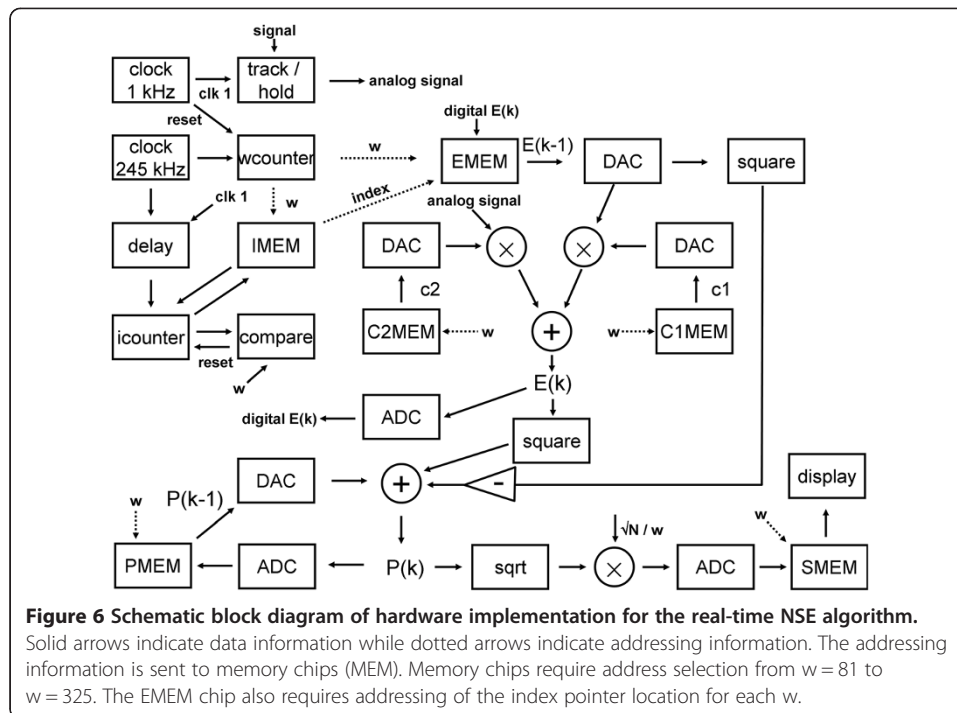 signal
clock
1 kHz
clk 1
track /
hold
analog signal
reset
digital E(k)
clock
245 kHz
wcounter
w
EMEM
E(k-1)
DAC
square
clk 1
w
index
analog signal
delay
IMEM
DAC
×
×
DAC
c2
c1
icounter
compare
reset
w
C2MEM
w
+
w
C1MEM
E(k)
digital E(k)
ADC
square
display
w
P(k-1)
DAC
+
-
√N / w
w
PMEM
ADC
P(k)
sqrt
×
ADC
SMEM
Figure 6 Schematic block diagram of hardware implementation for the real-time NSE algorithm.
Solid arrows indicate data information while dotted arrows indicate addressing information. The addressing
information is sent to memory chips (MEM). Memory chips require address selection from w = 81 to
w = 325. The EMEM chip also requires addressing of the index pointer location for each w.